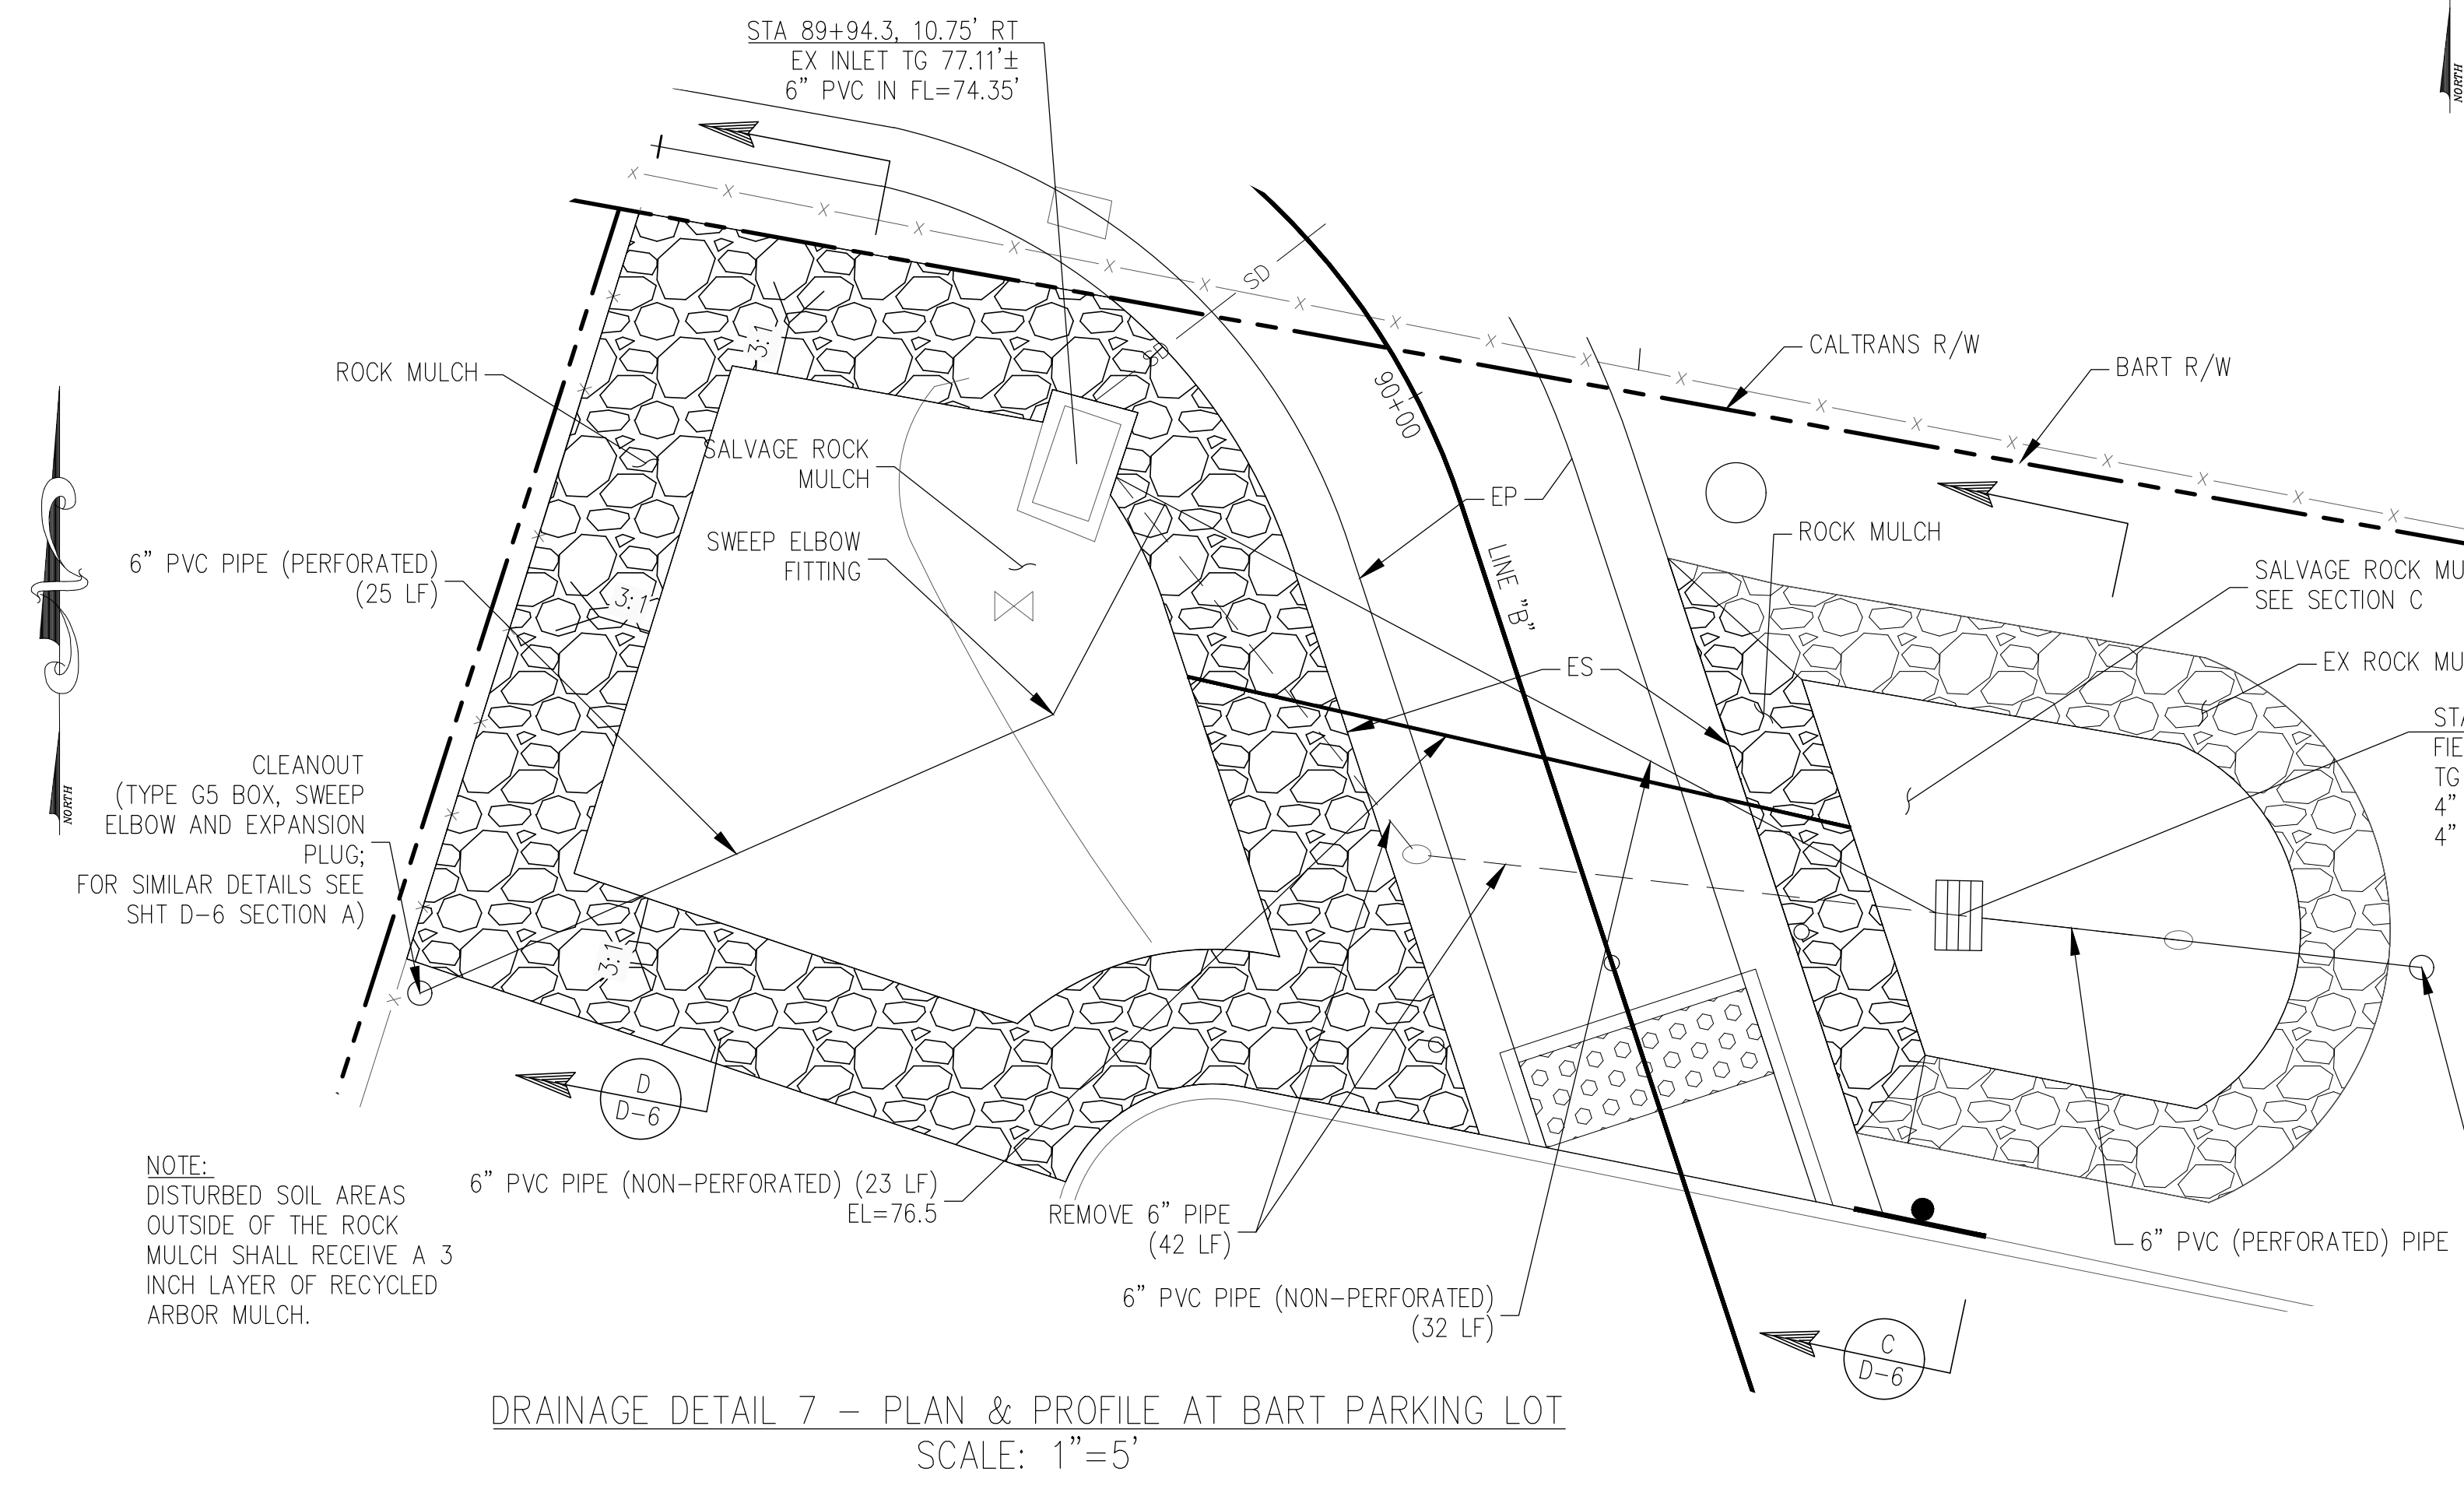 STA 89+94.3, 10.75' RT
EX INLET TG 77.11'±
6" PVC IN FL=74.35'
NORTH
SD
SD
90+00
CALTRANS R/W
BART R/W
ROCK MULCH
3:1
SALVAGE ROCK
MULCH
EP
ROCK MULCH
SWEEP ELBOW
FITTING
LINE "B"
6" PVC PIPE (PERFORATED)
(25 LF)
3:1
SALVAGE ROCK MU
SEE SECTION C
ES
EX ROCK MU
STA
FIE
TG
4"
4"
NORTH
CLEANOUT
(TYPE G5 BOX, SWEEP
ELBOW AND EXPANSION
PLUG;
FOR SIMILAR DETAILS SEE
SHT D-6 SECTION A)
3:1
D
D-6
NOTE:
DISTURBED SOIL AREAS
OUTSIDE OF THE ROCK
MULCH SHALL RECEIVE A 3
INCH LAYER OF RECYCLED
ARBOR MULCH.
6" PVC PIPE (NON-PERFORATED) (23 LF)
EL=76.5
REMOVE 6" PIPE
(42 LF)
6" PVC (PERFORATED) PIPE
6" PVC PIPE (NON-PERFORATED)
(32 LF)
C
D-6
DRAINAGE DETAIL 7 - PLAN & PROFILE AT BART PARKING LOT
SCALE: 1"=5'